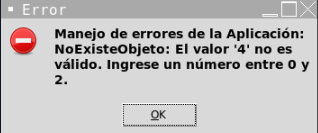 Error
Manejo de errores de la Aplicación:
NoExisteObjeto: El valor '4' no es
válido. Ingrese un número entre 0 y
2.
OK